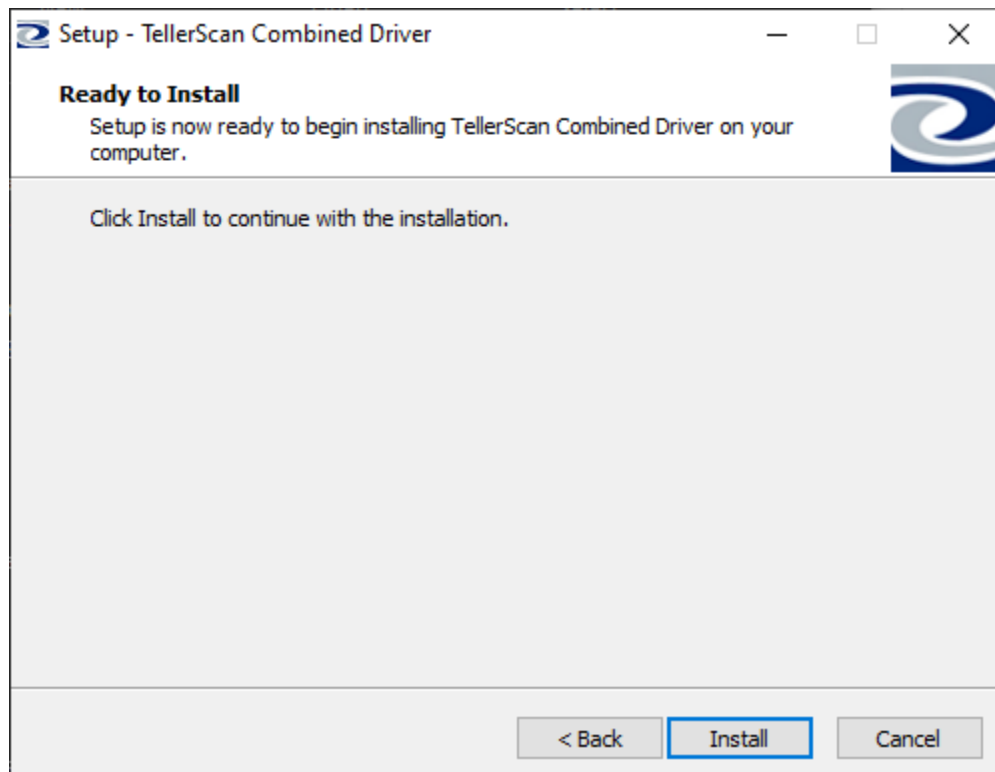 Setup - TellerScan Combined Driver
Ready to Install
Setup is now ready to begin installing TellerScan Combined Driver on your
computer.
Click Install to continue with the installation.
< Back
Install
Cancel